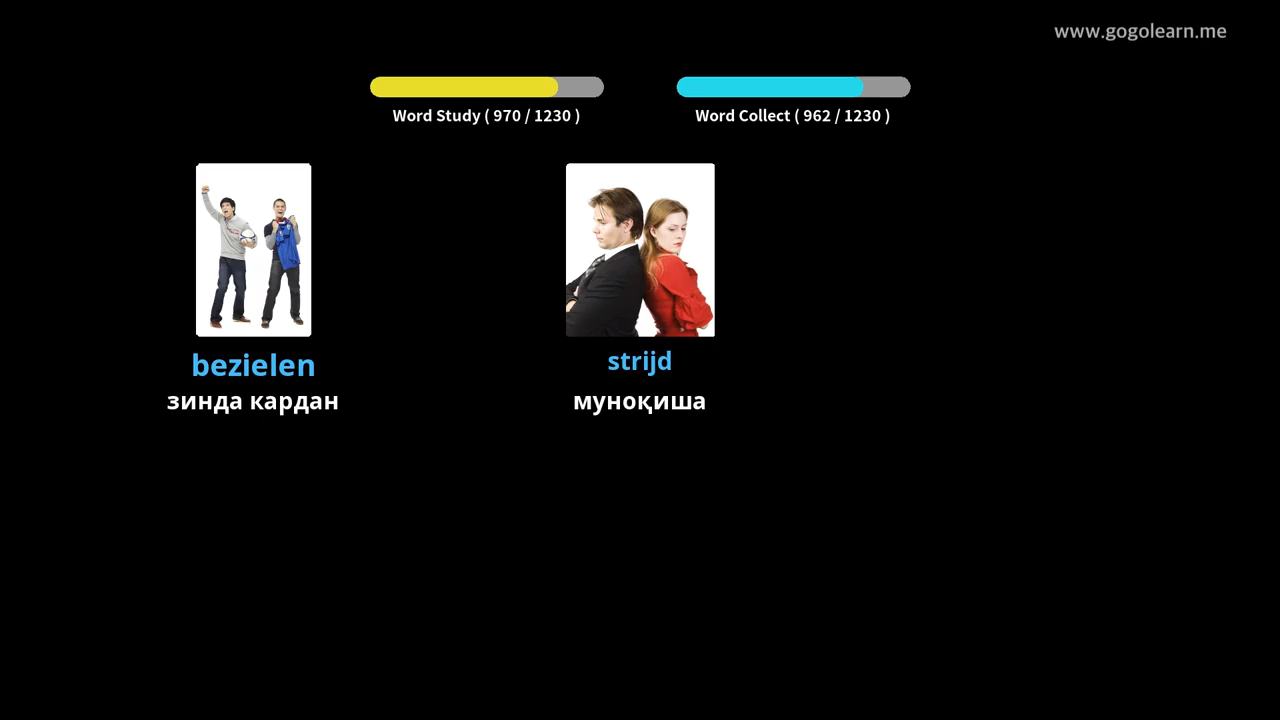 www.gogolearn.me
Word Study ( 970 / 1230 )
Word Collect ( 962 / 1230 )
bezielen
strijd
зинда кардан
муноқиша